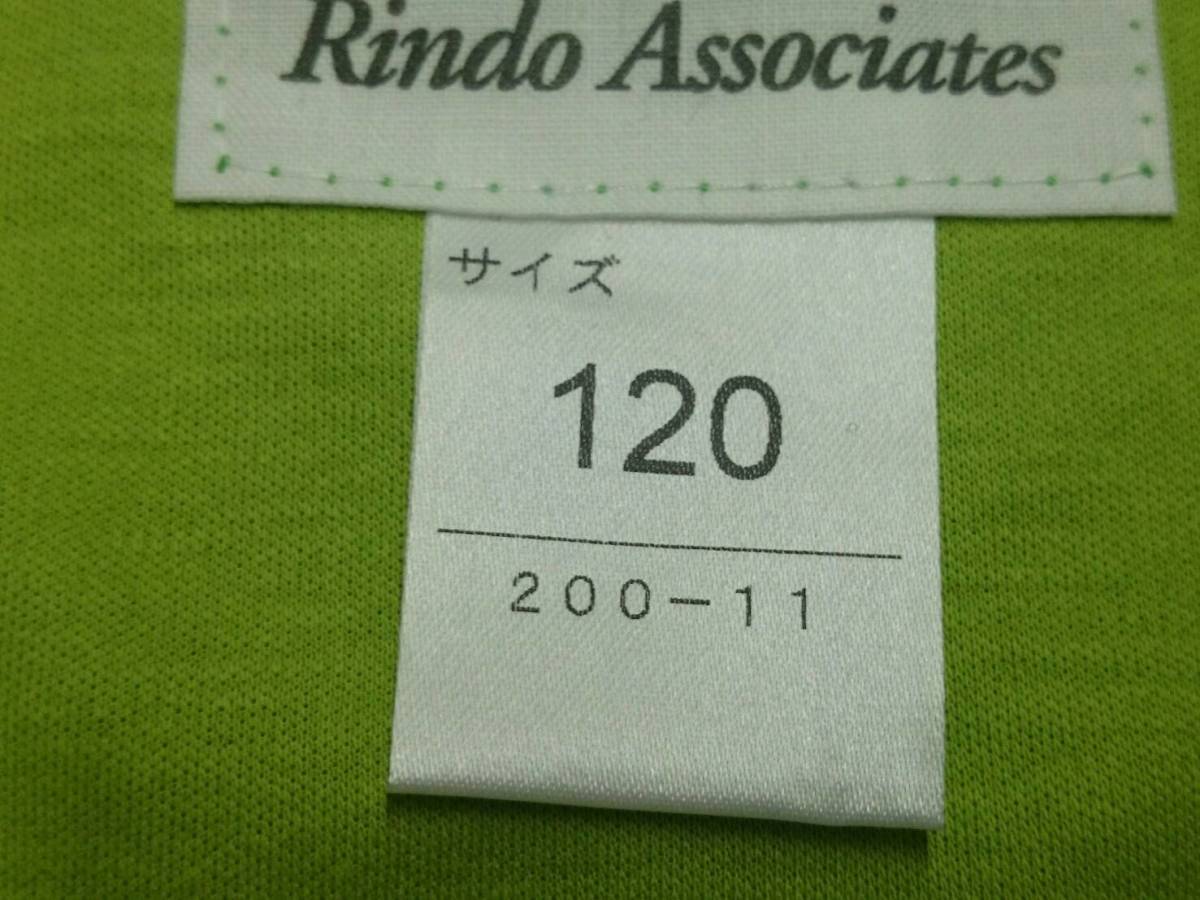 Rindo Associates
サイズ
120
200-11